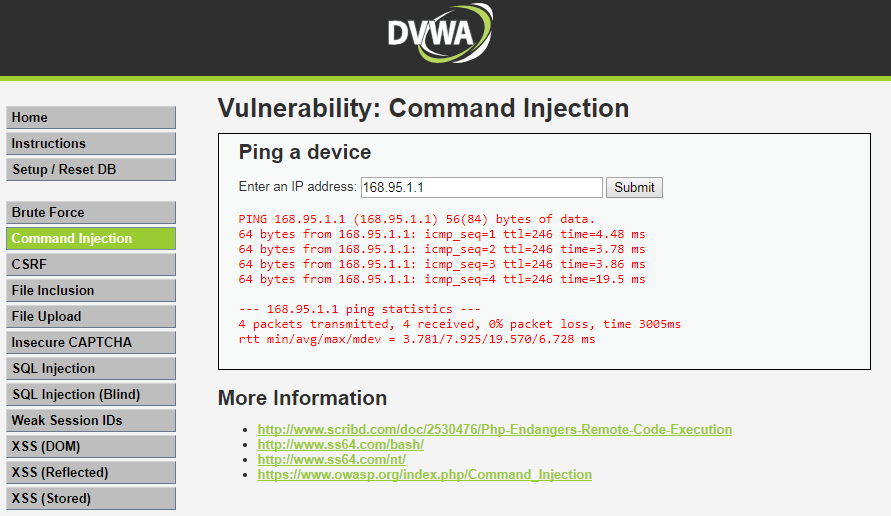 DVWA
Home
Instructions
Setup / Reset DB
Brute Force
Command Injection
CSRF
File Inclusion
File Upload
Insecure CAPTCHA
SQL Injection
SQL Injection (Blind)
Weak Session IDs
XSS (DOM)
XSS (Reflected)
XSS (Stored)
Vulnerability: Command Injection
Ping a device
Enter an IP address: 168.95.1.1 Submit
PING 168.95.1.1 (168.95.1.1) 56(84) bytes of data.
64 bytes from 168.95.1.1: icmp_seq=1 ttl=246 time=4.48 ms
64 bytes from 168.95.1.1: icmp_seq=2 ttl=246 time=3.78 ms
64 bytes from 168.95.1.1: icmp_seq=3 ttl=246 time=3.86 ms
64 bytes from 168.95.1.1: icmp_seq=4 ttl=246 time=19.5 ms
--- 168.95.1.1 ping statistics ---
4 packets transmitted, 4 received, 0% packet loss, time 3005ms
rtt min/avg/max/mdev = 3.781/7.925/19.570/6.728 ms
More Information
http://www.scribd.com/doc/2530476/Php-Endangers-Remote-Code-Execution
http://www.ss64.com/bash/
http://www.ss64.com/nt/
https://www.owasp.org/index.php/Command_Injection